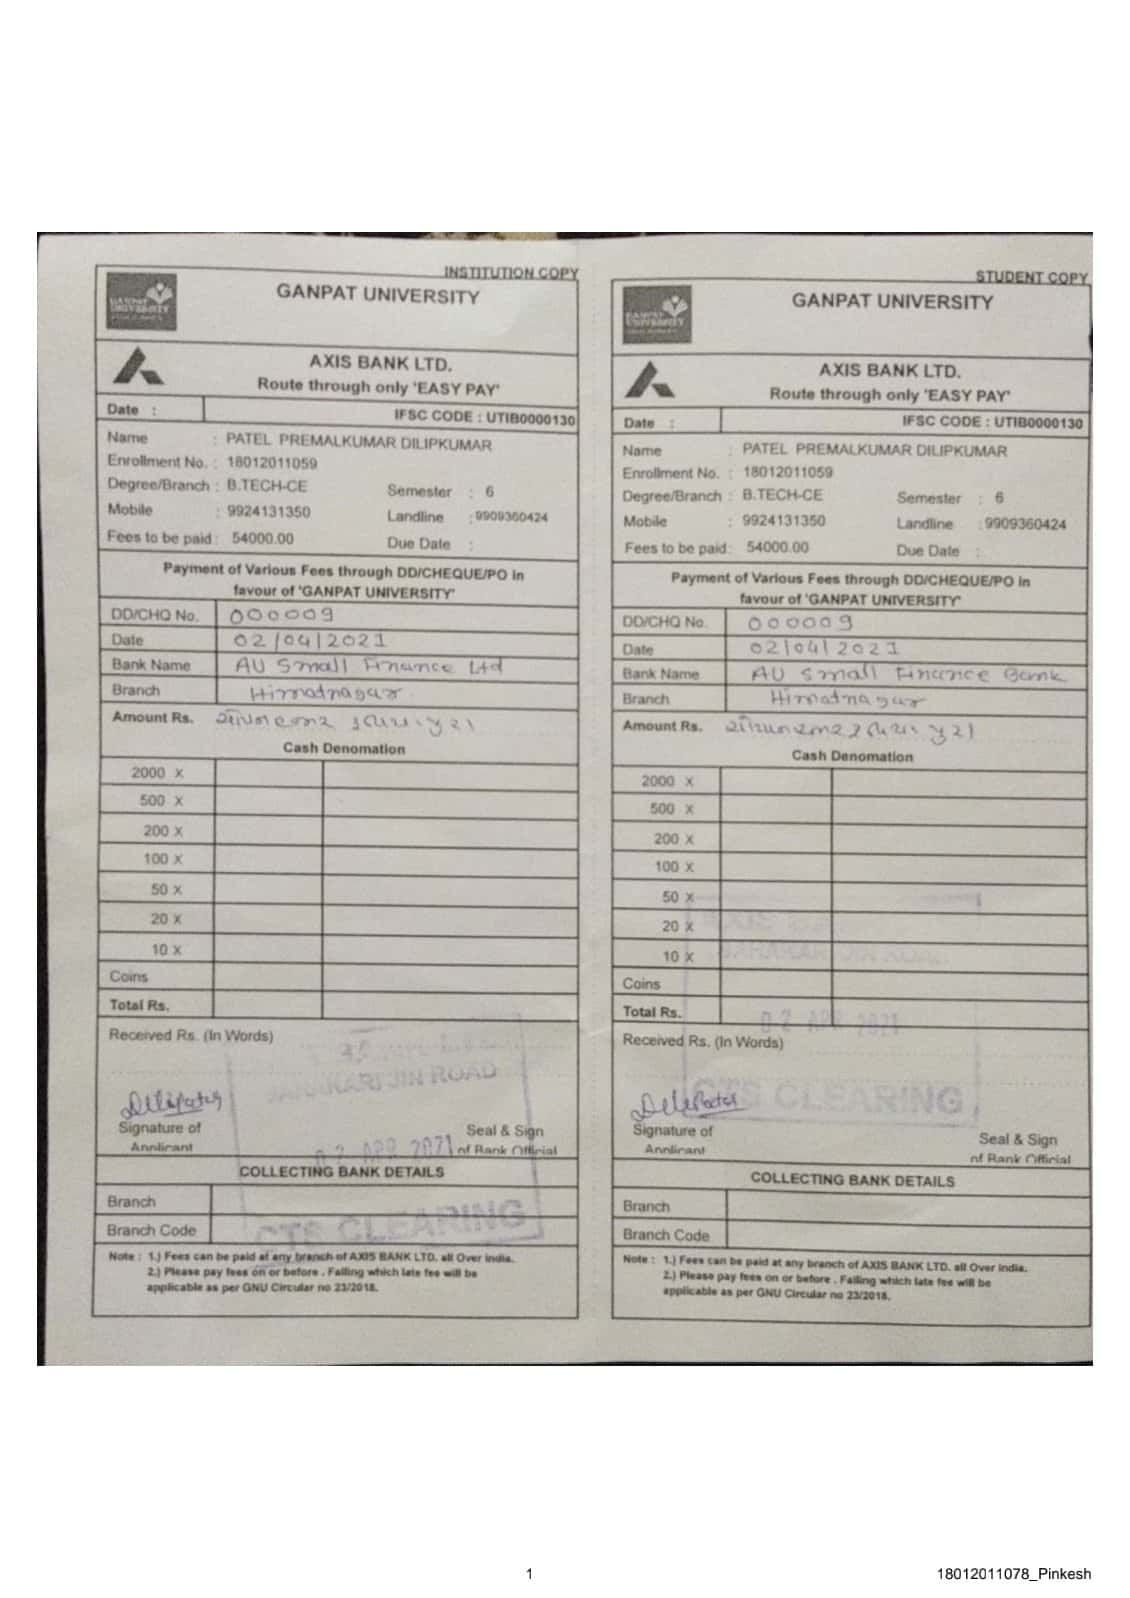 INSTITUTION COPY
GANPAT UNIVERSITY
GANPAT
UNIVERSITY
AXIS BANK LTD.
Route through only 'EASY PAY'
Date :
IFSC CODE : UTIB0000130
Name : PATEL PREMALKUMAR DILIPKUMAR
Enrollment No. : 18012011059
Degree/Branch : B.TECH-CE Semester : 6
Mobile : 9924131350 Landline : 9909360424
Fees to be paid : 54000.00 Due Date :
Payment of Various Fees through DD/CHEQUE/PO in
favour of 'GANPAT UNIVERSITY'
DD/CHQ No. 000009
Date 02/04/2021
Bank Name AU Small Finance Ltd
Branch Himatnagar
Amount Rs.
Cash Denomation
2000 X
500 X
200 X
100 X
50 X
20 X
10 X
Coins
Total Rs.
Received Rs. (In Words)
SAHAKARI JIN ROAD
Signature of
Applicant
Seal & Sign
of Bank Official
02 APR 2021
COLLECTING BANK DETAILS
Branch
Branch Code
CTS CLEARING
Note : 1.) Fees can be paid at any branch of AXIS BANK LTD. all Over India.
2.) Please pay fees on or before . Failing which late fee will be
applicable as per GNU Circular no 23/2018.
STUDENT COPY
GANPAT UNIVERSITY
GANPAT
UNIVERSITY
AXIS BANK LTD.
Route through only 'EASY PAY'
Date :
IFSC CODE : UTIB0000130
Name : PATEL PREMALKUMAR DILIPKUMAR
Enrollment No. : 18012011059
Degree/Branch : B.TECH-CE Semester : 6
Mobile : 9924131350 Landline : 9909360424
Fees to be paid : 54000.00 Due Date :
Payment of Various Fees through DD/CHEQUE/PO in
favour of 'GANPAT UNIVERSITY'
DD/CHQ No. 000009
Date 02/04/2021
Bank Name AU Small Finance Bank
Branch Himatnagar
Amount Rs.
Cash Denomation
2000 X
500 X
200 X
100 X
50 X
20 X
10 X
Coins
Total Rs.
AXIS
SAHAKARI JIN ROAD
02 APR 2021
Received Rs. (In Words)
CTS CLEARING
Signature of
Applicant
Seal & Sign
of Bank Official
COLLECTING BANK DETAILS
Branch
Branch Code
Note : 1.) Fees can be paid at any branch of AXIS BANK LTD. all Over India.
2.) Please pay fees on or before . Failing which late fee will be
applicable as per GNU Circular no 23/2018.
1
18012011078_Pinkesh